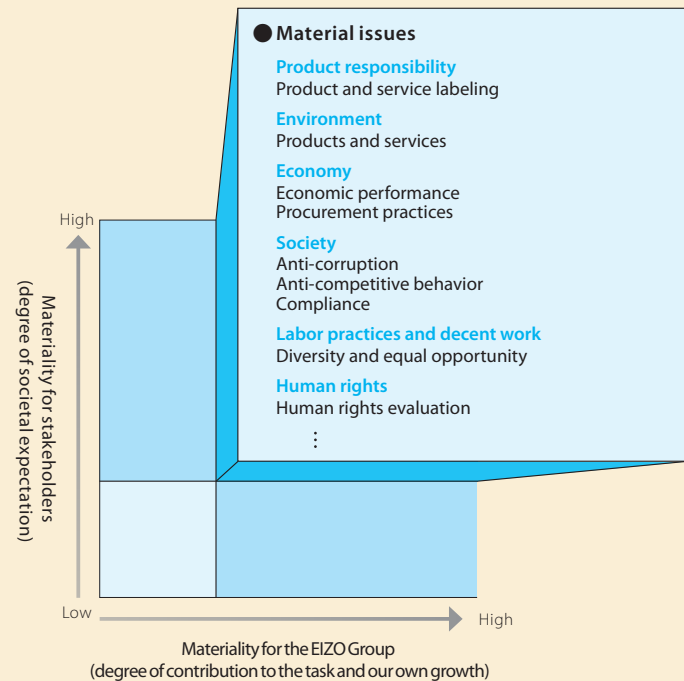 ● Material issues
Product responsibility
Product and service labeling
Environment
Products and services
Economy
Economic performance
Procurement practices
Society
Anti-corruption
Anti-competitive behavior
Compliance
Labor practices and decent work
Diversity and equal opportunity
Human rights
Human rights evaluation
⋮
High
Materiality for stakeholders
(degree of societal expectation)
Low
High
Materiality for the EIZO Group
(degree of contribution to the task and our own growth)